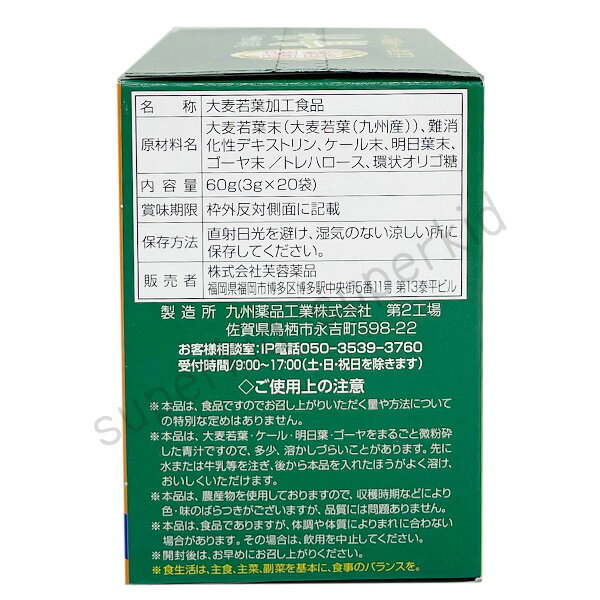 名 称 大麦若葉加工食品
原材料名 大麦若葉末(大麦若葉(九州産))、難消
化性デキストリン、ケール末、明日葉末、
ゴーヤ末／トレハロース、環状オリゴ糖
内 容 量 60g(3g×20袋)
賞味期限 枠外反対側面に記載
保存方法 直射日光を避け、湿気のない涼しい所に
保存してください。
販 売 者 株式会社芙蓉薬品
福岡県福岡市博多区博多駅中央街5番11号 第13泰平ビル
製 造 所 九州薬品工業株式会社 第2工場
佐賀県鳥栖市永吉町598-22
お客様相談室:IP電話050-3539-3760
受付時間/9:00~17:00(土・日・祝日を除きます)
◇ご使用上の注意
※本品は、食品ですのでお召し上がりいただく量や方法について
の特別な定めはありません。
※本品は、大麦若葉・ケール・明日葉・ゴーヤをまるごと微粉砕
した青汁ですので、多少、溶かしづらいことがあります。先に
水または牛乳等を注ぎ、後から本品を入れたほうがよく溶け、
おいしくいただけます。
※本品は、農産物を使用しておりますので、収穫時期などにより
色・味のばらつきがございますが、品質には問題ありません。
※本品は、食品でありますが、体調や体質によりまれに合わない
場合があります。その場合は、飲用を中止してください。
※開封後は、お早めにお召し上がりください。
※食生活は、主食、主菜、副菜を基本に、食事のバランスを。
superkid